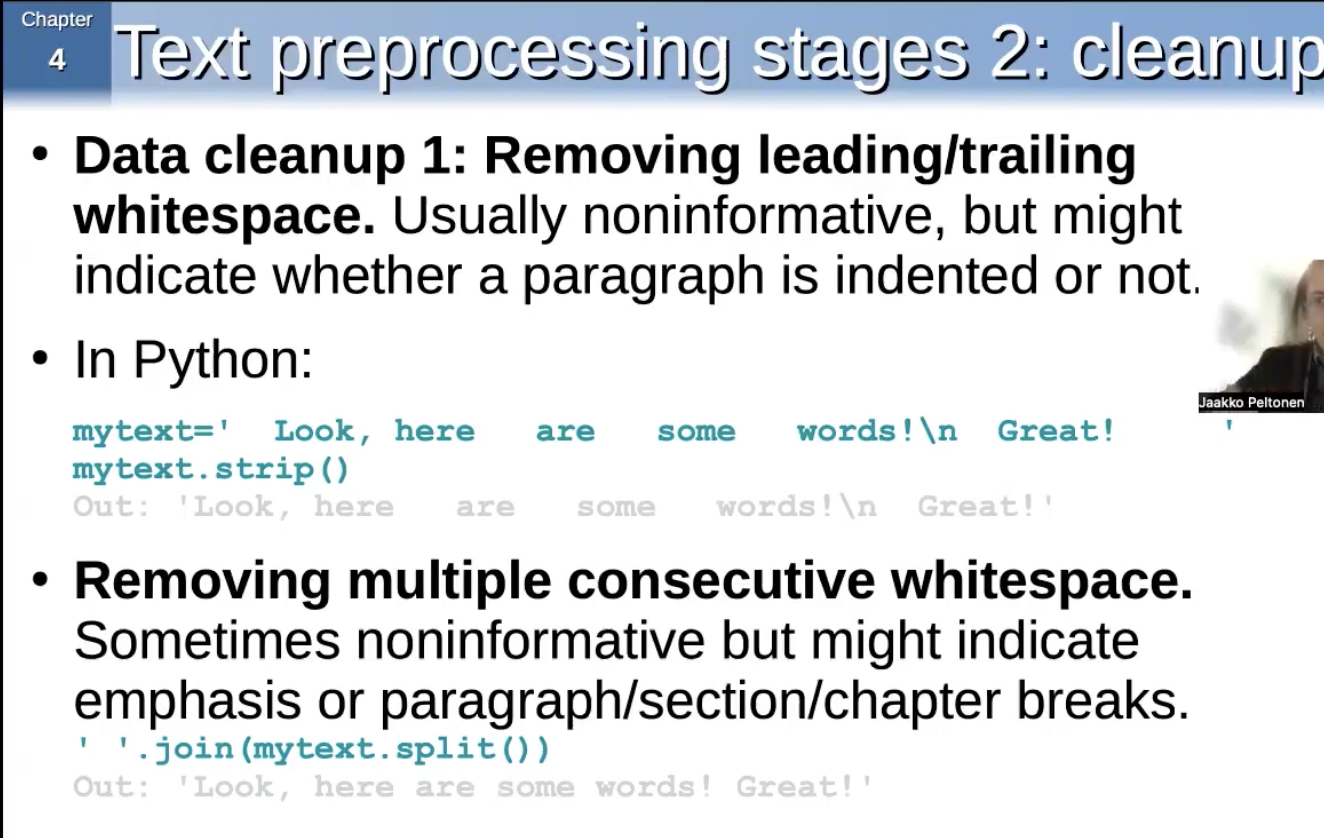 Chapter
4
Text preprocessing stages 2: cleanup
• Data cleanup 1: Removing leading/trailing
whitespace. Usually noninformative, but might
indicate whether a paragraph is indented or not.
• In Python:
mytext='  Look, here   are   some   words!\n  Great!     '
mytext.strip()
Out: 'Look, here   are   some   words!\n  Great!'
• Removing multiple consecutive whitespace.
Sometimes noninformative but might indicate
emphasis or paragraph/section/chapter breaks.
' '.join(mytext.split())
Out: 'Look, here are some words! Great!'
Jaakko Peltonen